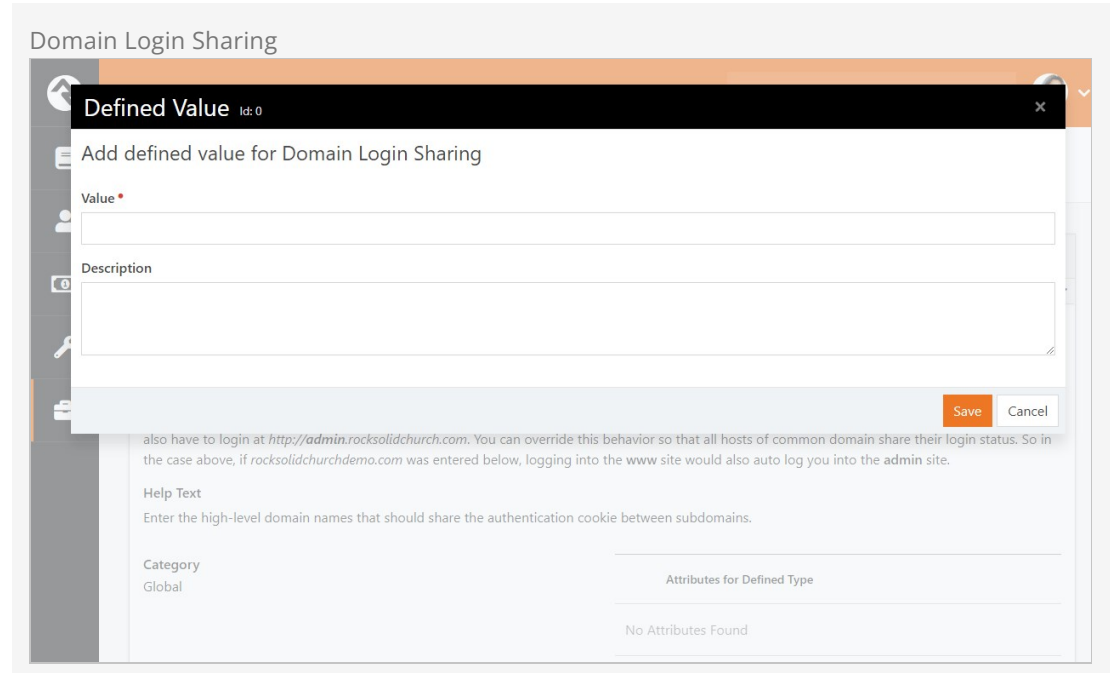 Domain Login Sharing
Defined Value Id: 0
×
Add defined value for Domain Login Sharing
Value
Description
Save Cancel
also have to login at http://admin.rocksolidchurch.com. You can override this behavior so that all hosts of common domain share their login status. So in
the case above, if rocksolidchurchdemo.com was entered below, logging into the www site would also auto log you into the admin site.
Help Text
Enter the high-level domain names that should share the authentication cookie between subdomains.
Category
Global
Attributes for Defined Type
No Attributes Found